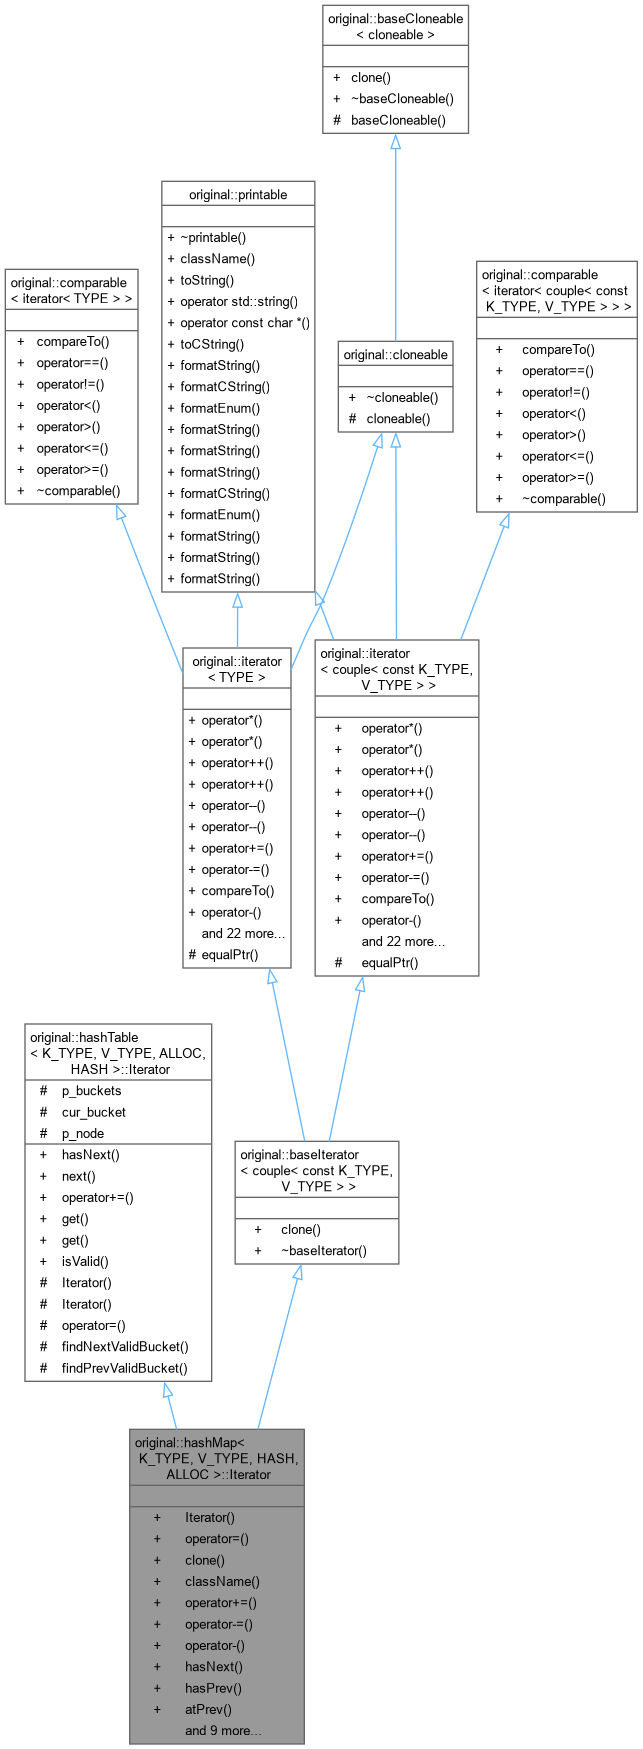 original::baseCloneable
< cloneable >
+ clone()
+ ~baseCloneable()
# baseCloneable()
original::printable
+ ~printable()
+ className()
+ toString()
+ operator std::string()
+ operator const char *()
+ toCString()
+ formatString()
+ formatCString()
+ formatEnum()
+ formatString()
+ formatString()
+ formatString()
+ formatCString()
+ formatEnum()
+ formatString()
+ formatString()
+ formatString()
original::comparable
< iterator< TYPE > >
+ compareTo()
+ operator==()
+ operator!=()
+ operator<()
+ operator>()
+ operator<=()
+ operator>=()
+ ~comparable()
original::comparable
< iterator< couple< const
K_TYPE, V_TYPE > > >
+ compareTo()
+ operator==()
+ operator!=()
+ operator<()
+ operator>()
+ operator<=()
+ operator>=()
+ ~comparable()
original::cloneable
+ ~cloneable()
# cloneable()
original::iterator
< TYPE >
+ operator*()
+ operator*()
+ operator++()
+ operator++()
+ operator--()
+ operator--()
+ operator+=()
+ operator-=()
+ compareTo()
+ operator-()
and 22 more...
# equalPtr()
original::iterator
< couple< const K_TYPE,
V_TYPE > >
+ operator*()
+ operator*()
+ operator++()
+ operator++()
+ operator--()
+ operator--()
+ operator+=()
+ operator-=()
+ compareTo()
+ operator-()
and 22 more...
# equalPtr()
original::hashTable
< K_TYPE, V_TYPE, ALLOC,
HASH >::Iterator
# p_buckets
# cur_bucket
# p_node
+ hasNext()
+ next()
+ operator+=()
+ get()
+ get()
+ isValid()
# Iterator()
# Iterator()
# operator=()
# findNextValidBucket()
# findPrevValidBucket()
original::baseIterator
< couple< const K_TYPE,
V_TYPE > >
+ clone()
+ ~baseIterator()
original::hashMap<
K_TYPE, V_TYPE, HASH,
ALLOC >::Iterator
+ Iterator()
+ operator=()
+ clone()
+ className()
+ operator+=()
+ operator-=()
+ operator-()
+ hasNext()
+ hasPrev()
+ atPrev()
and 9 more...